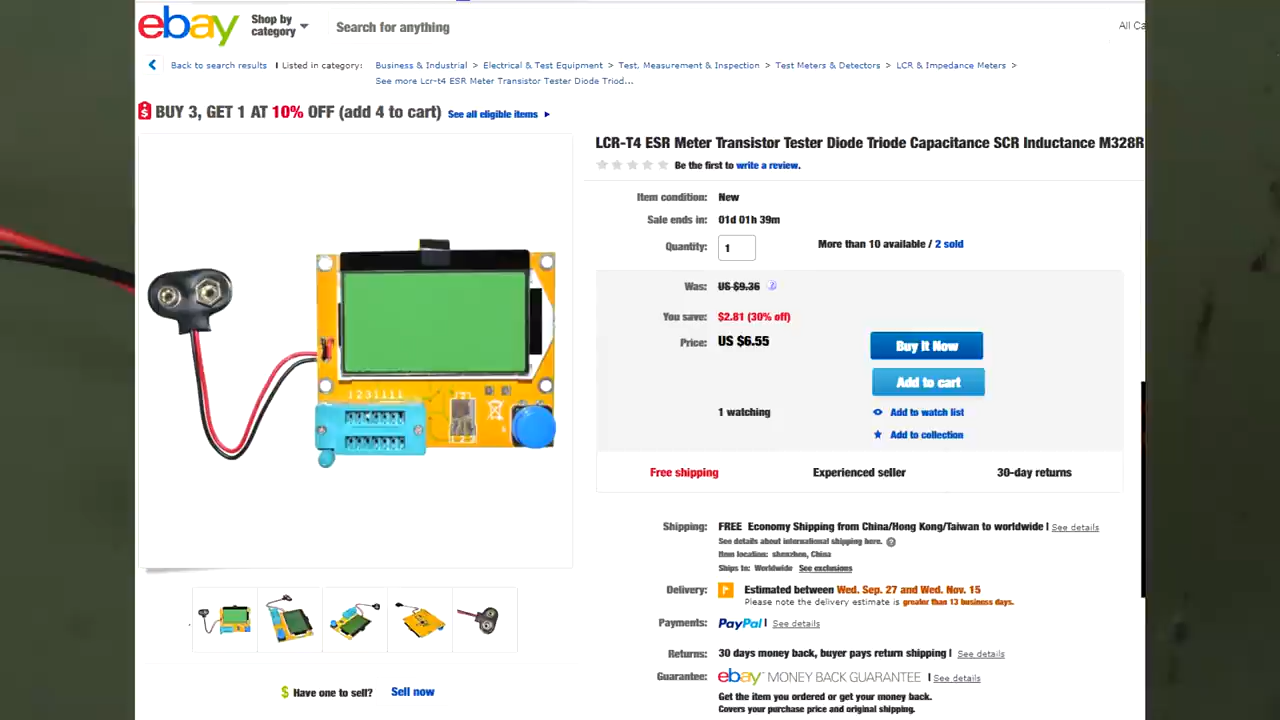 ebay
Shop by
category
Search for anything
All Ca
Back to search results | Listed in category:
Business & Industrial > Electrical & Test Equipment > Test, Measurement & Inspection > Test Meters & Detectors > LCR & Impedance Meters >
See more Lcr-t4 ESR Meter Transistor Tester Diode Triod...
BUY 3, GET 1 AT 10% OFF (add 4 to cart) See all eligible items
LCR-T4 ESR Meter Transistor Tester Diode Triode Capacitance SCR Inductance M328R
Be the first to write a review.
Item condition: New
Sale ends in: 01d 01h 39m
Quantity: 1
More than 10 available / 2 sold
Was: US $9.36
You save: $2.81 (30% off)
Price: US $6.55
Buy It Now
Add to cart
1 watching
Add to watch list
Add to collection
Free shipping
Experienced seller
30-day returns
1231111
Shipping: FREE Economy Shipping from China/Hong Kong/Taiwan to worldwide | See details
See details about international shipping here.
Item location: shenzhen, China
Ships to: Worldwide See exclusions
Delivery: Estimated between Wed. Sep. 27 and Wed. Nov. 15
Please note the delivery estimate is greater than 13 business days.
Payments: PayPal | See details
Returns: 30 days money back, buyer pays return shipping | See details
Guarantee: ebay MONEY BACK GUARANTEE | See details
Get the item you ordered or get your money back.
Covers your purchase price and original shipping.
$ Have one to sell? Sell now